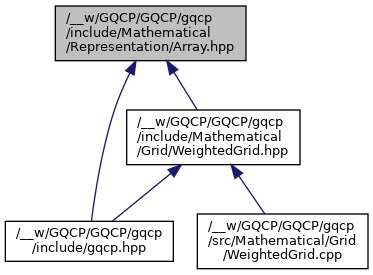 /__w/GQCP/GQCP/gqcp
/include/Mathematical
/Representation/Array.hpp
/__w/GQCP/GQCP/gqcp
/include/Mathematical
/Grid/WeightedGrid.hpp
/__w/GQCP/GQCP/gqcp
/include/gqcp.hpp
/__w/GQCP/GQCP/gqcp
/src/Mathematical/Grid
/WeightedGrid.cpp